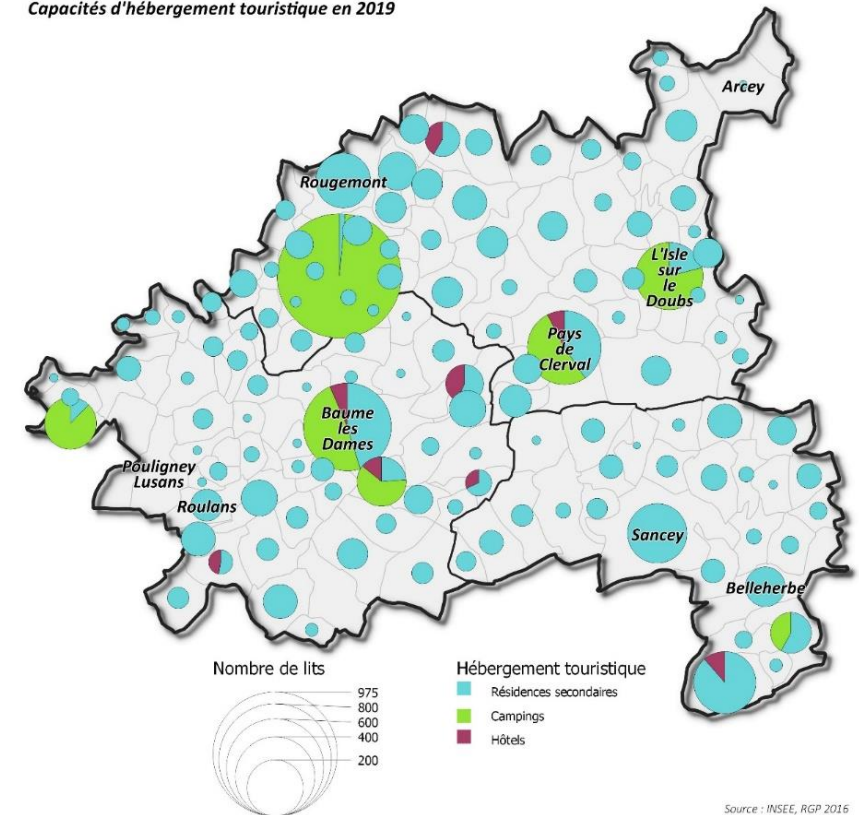 Capacités d'hébergement touristique en 2019
Arcey
Rougemont
L'Isle
sur
le
Doubs
Pays
de
Clerval
Baume
les
Dames
Pouligney
Lusans
Roulans
Sancey
Belleherbe
Nombre de lits
975
800
600
400
200
Hébergement touristique
Résidences secondaires
Campings
Hôtels
Source : INSEE, RGP 2016